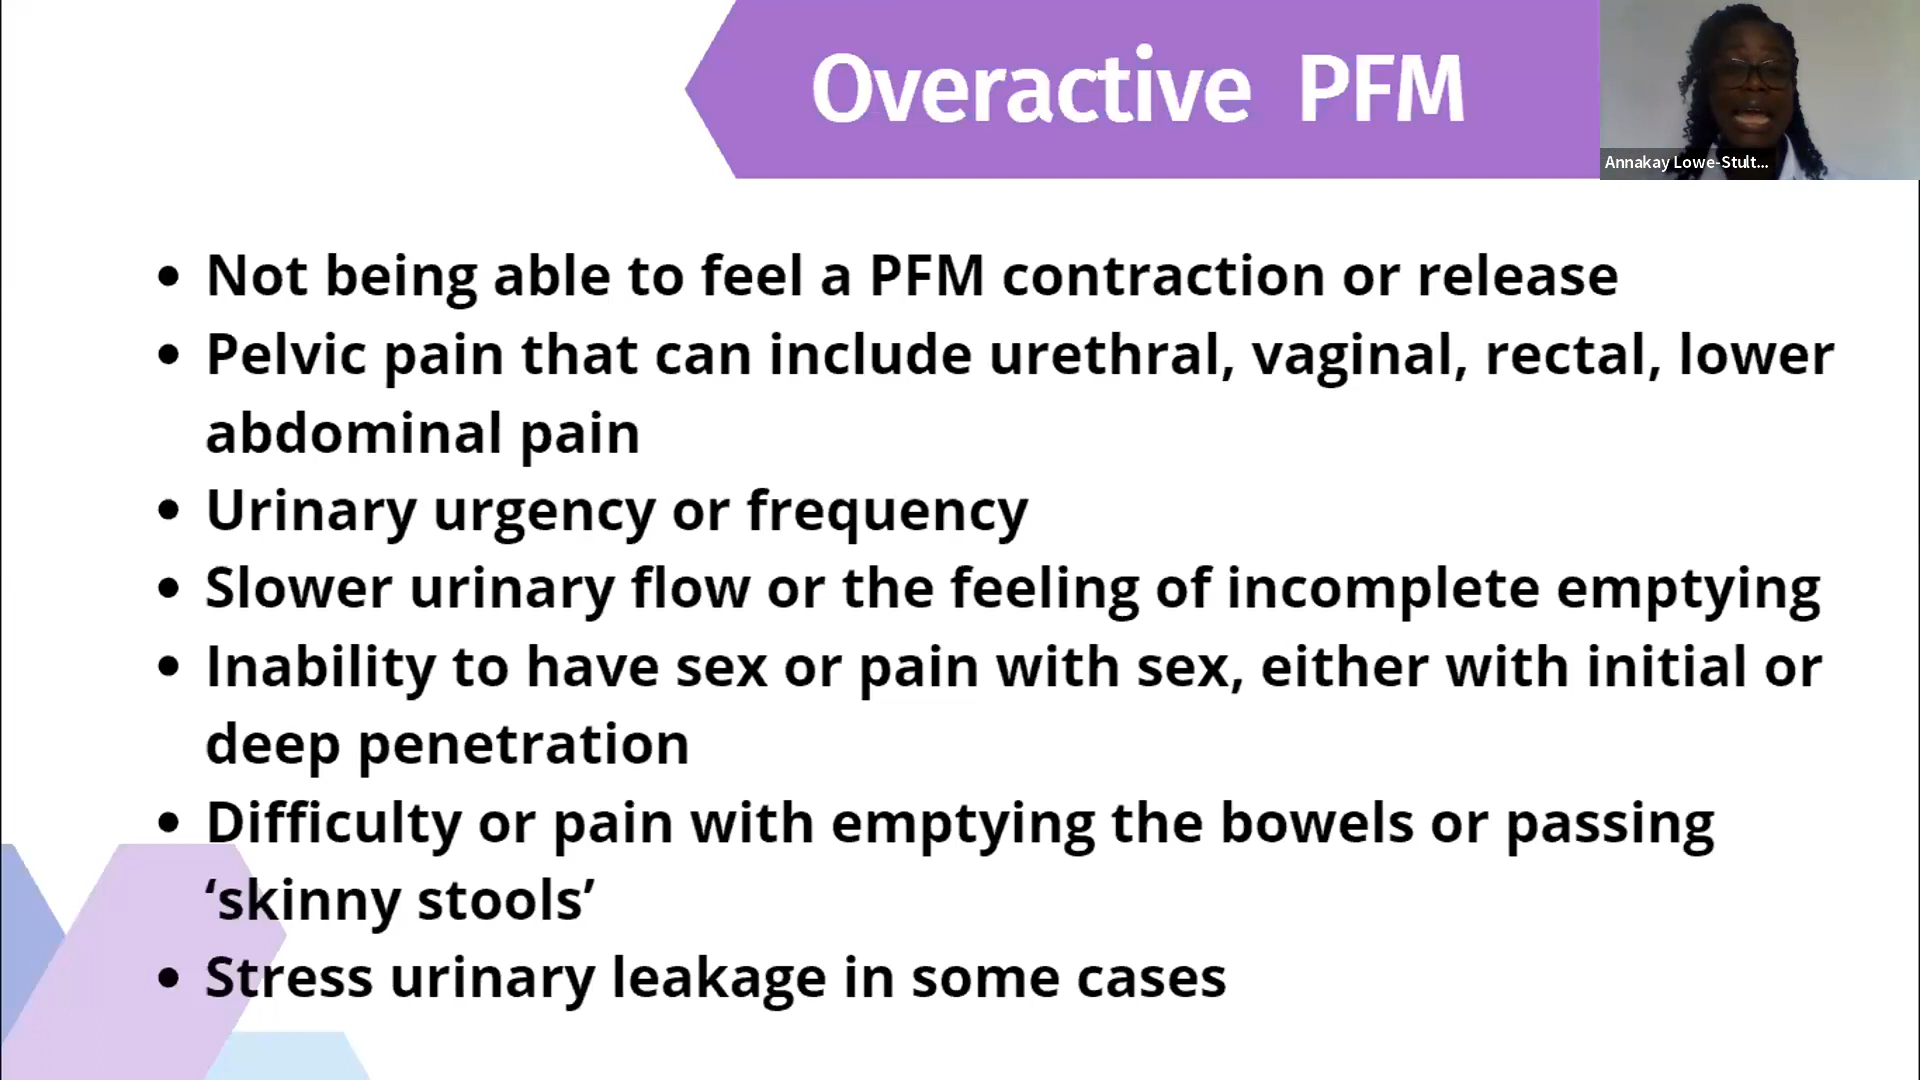 Overactive PFM
Annakay Lowe-Stult...
• Not being able to feel a PFM contraction or release
• Pelvic pain that can include urethral, vaginal, rectal, lower
abdominal pain
• Urinary urgency or frequency
• Slower urinary flow or the feeling of incomplete emptying
• Inability to have sex or pain with sex, either with initial or
deep penetration
• Difficulty or pain with emptying the bowels or passing
‘skinny stools’
• Stress urinary leakage in some cases